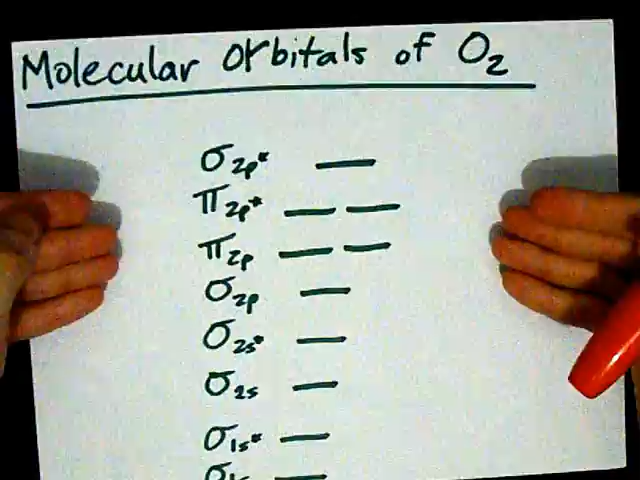 Molecular Orbitals of O₂
σ2p*
π2p*
π2p
σ2p
σ2s*
σ2s
σ1s*